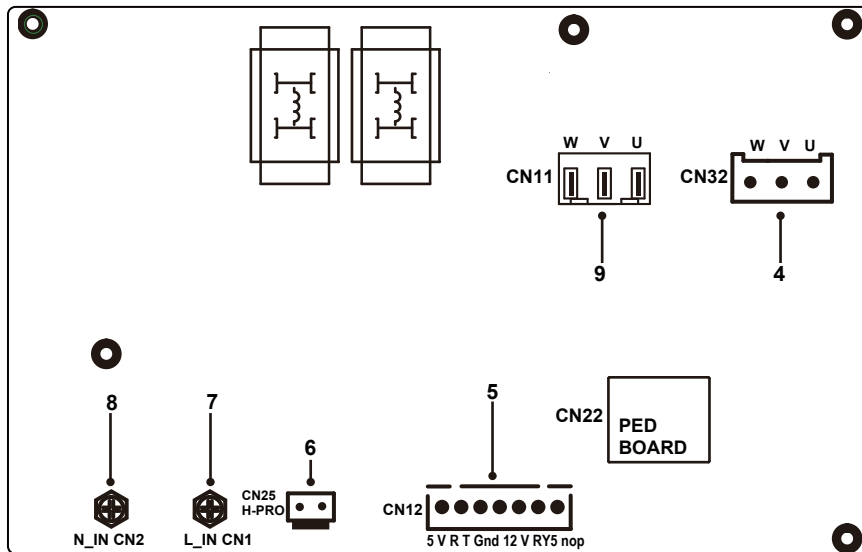 W V U
CN11
9
W V U
CN32
4
8
7
6
5
CN22
PED
BOARD
N_IN CN2
L_IN CN1
CN25
H-PRO
CN12
5 V R T Gnd 12 V RY5 nop